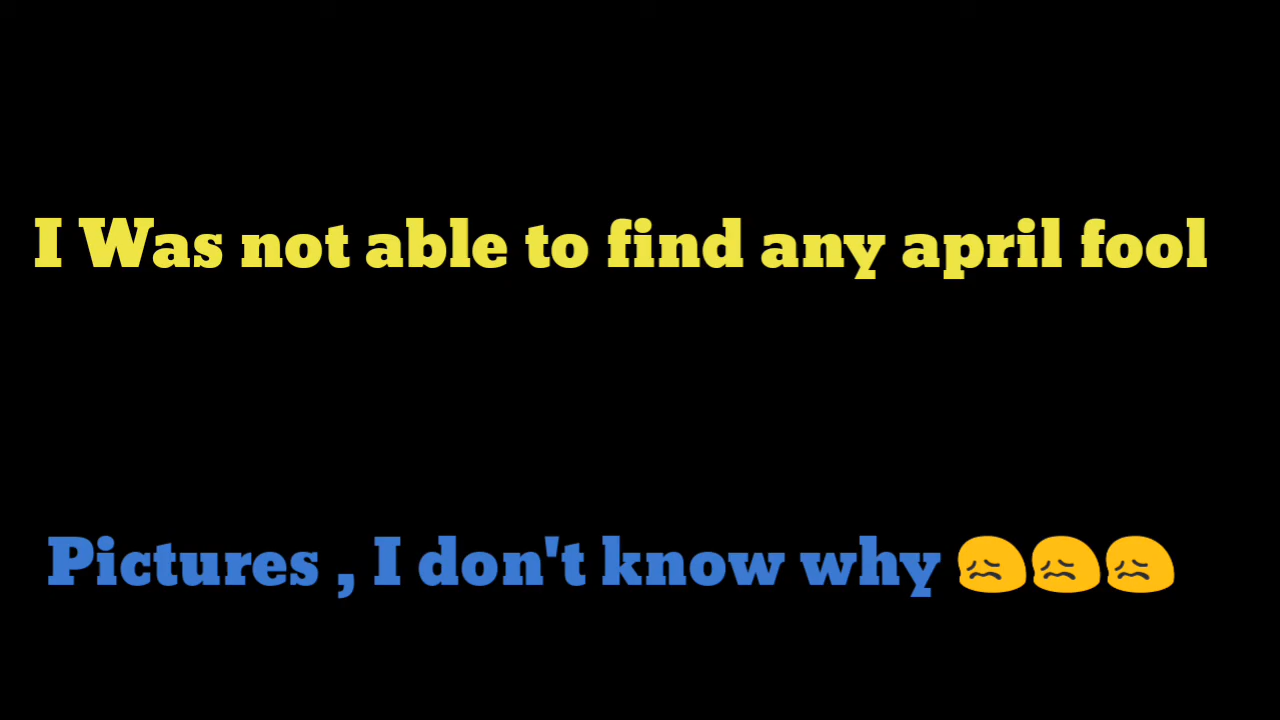 I Was not able to find any april fool
Pictures , I don't know why 😖😖😖